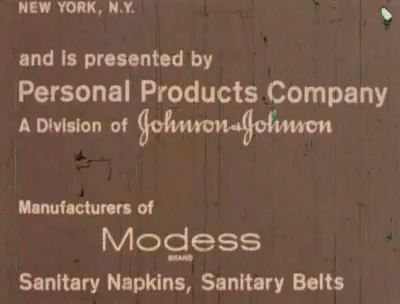 NEW YORK, N.Y.
and is presented by
Personal Products Company
A Division of Johnson & Johnson
Manufacturers of
Modess
BRAND
Sanitary Napkins, Sanitary Belts